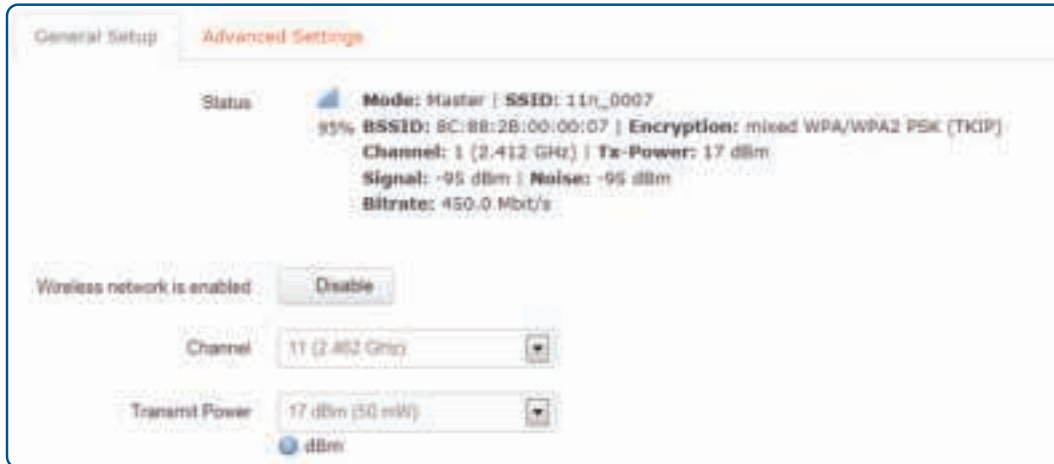 General Setup Advanced Settings
Status
Mode: Master | SSID: 11n_0007
95% BSSID: 8C:88:2B:00:00:07 | Encryption: mixed WPA/WPA2 PSK (TKIP)
Channel: 1 (2.412 GHz) | Tx-Power: 17 dBm
Signal: -95 dBm | Noise: -95 dBm
Bitrate: 450.0 Mbit/s
Wireless network is enabled Disable
Channel 11 (2.462 GHz)
Transmit Power 17 dBm (50 mW)
dBm